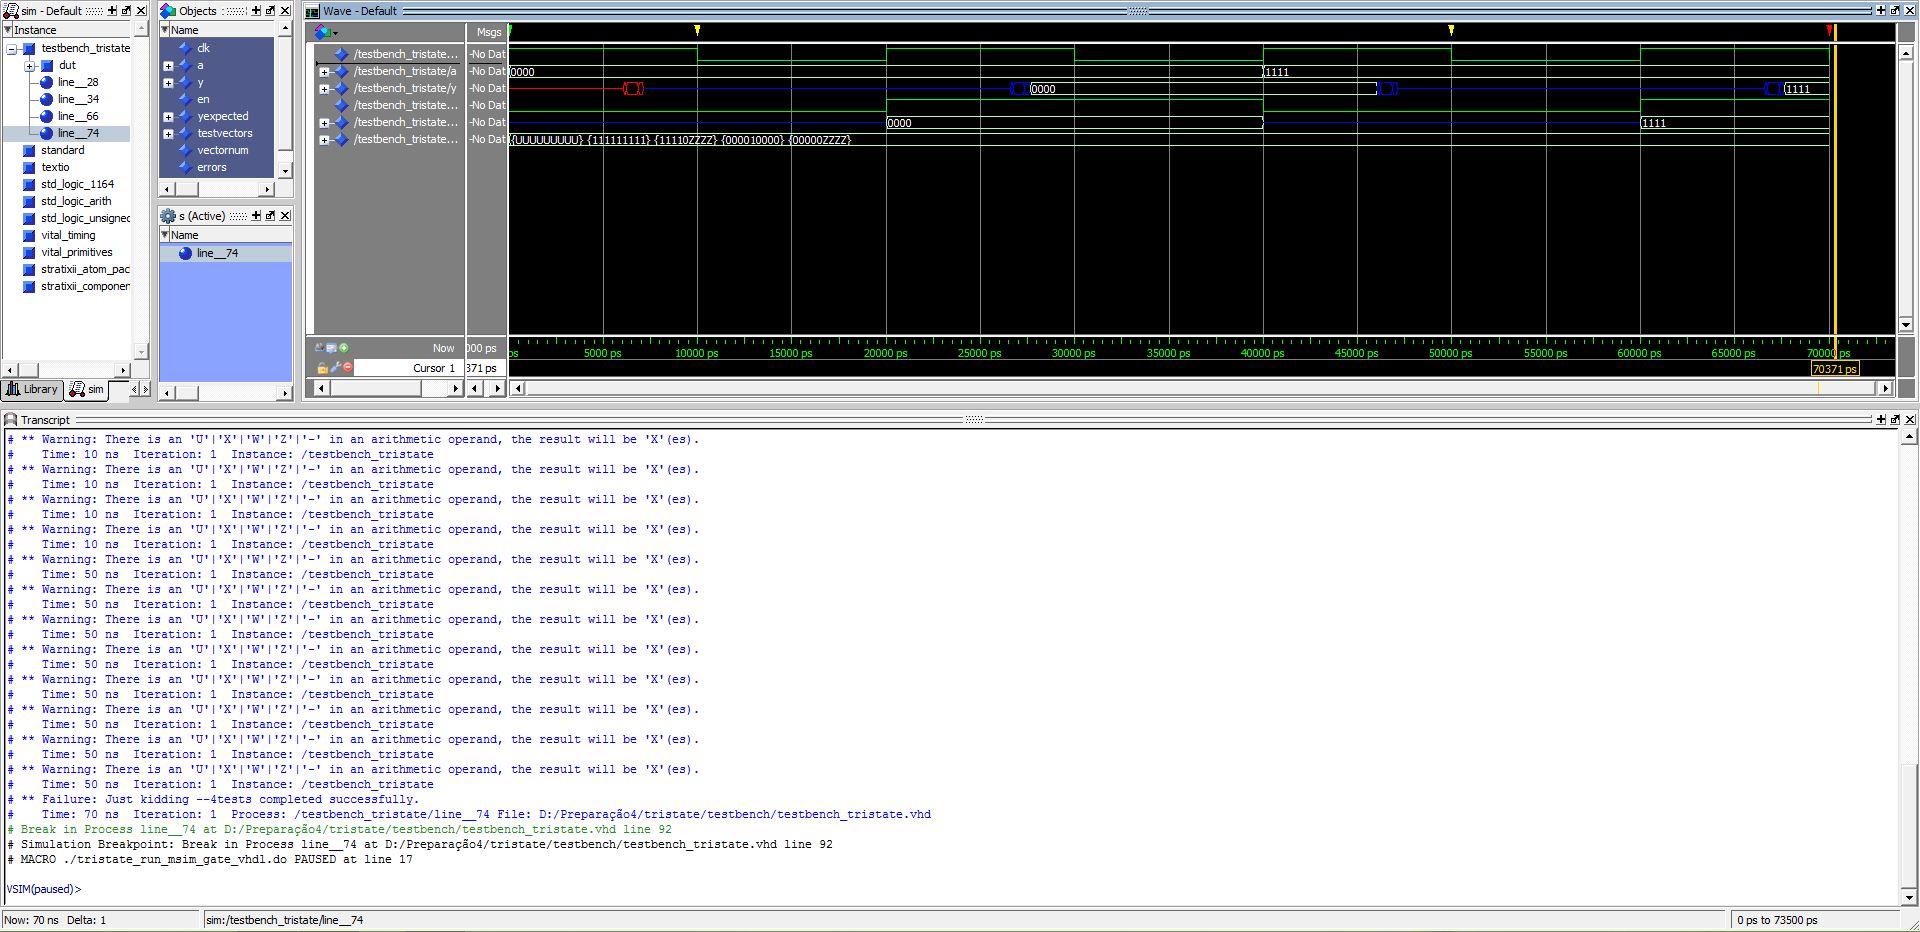 sim - Default
Instance
testbench_tristate
dut
line__28
line__34
line__66
line__74
standard
textio
std_logic_1164
std_logic_arith
std_logic_unsigned
vital_timing
vital_primitives
stratixii_atom_pac
stratixii_componen
Library
sim
Objects
Name
clk
a
y
en
yexpected
testvectors
vectornum
errors
s (Active)
Name
line__74
Wave - Default
Msgs
/testbench_tristate... -No Dat
/testbench_tristate/a -No Dat 0000 1111
/testbench_tristate/y -No Dat 0000 1111
/testbench_tristate... -No Dat
/testbench_tristate... -No Dat 0000 1111
/testbench_tristate... -No Dat {UUUUUUUUU} {111111111} {11110ZZZZ} {000010000} {00000ZZZZ}
Now 000 ps ps 5000 ps 10000 ps 15000 ps 20000 ps 25000 ps 30000 ps 35000 ps 40000 ps 45000 ps 50000 ps 55000 ps 60000 ps 65000 ps 70000 ps
Cursor 1 371 ps 70371 ps
Transcript
# ** Warning: There is an 'U'|'X'|'W'|'Z'|'-' in an arithmetic operand, the result will be 'X'(es).
#    Time: 10 ns  Iteration: 1  Instance: /testbench_tristate
# ** Warning: There is an 'U'|'X'|'W'|'Z'|'-' in an arithmetic operand, the result will be 'X'(es).
#    Time: 10 ns  Iteration: 1  Instance: /testbench_tristate
# ** Warning: There is an 'U'|'X'|'W'|'Z'|'-' in an arithmetic operand, the result will be 'X'(es).
#    Time: 10 ns  Iteration: 1  Instance: /testbench_tristate
# ** Warning: There is an 'U'|'X'|'W'|'Z'|'-' in an arithmetic operand, the result will be 'X'(es).
#    Time: 10 ns  Iteration: 1  Instance: /testbench_tristate
# ** Warning: There is an 'U'|'X'|'W'|'Z'|'-' in an arithmetic operand, the result will be 'X'(es).
#    Time: 50 ns  Iteration: 1  Instance: /testbench_tristate
# ** Warning: There is an 'U'|'X'|'W'|'Z'|'-' in an arithmetic operand, the result will be 'X'(es).
#    Time: 50 ns  Iteration: 1  Instance: /testbench_tristate
# ** Warning: There is an 'U'|'X'|'W'|'Z'|'-' in an arithmetic operand, the result will be 'X'(es).
#    Time: 50 ns  Iteration: 1  Instance: /testbench_tristate
# ** Warning: There is an 'U'|'X'|'W'|'Z'|'-' in an arithmetic operand, the result will be 'X'(es).
#    Time: 50 ns  Iteration: 1  Instance: /testbench_tristate
# ** Warning: There is an 'U'|'X'|'W'|'Z'|'-' in an arithmetic operand, the result will be 'X'(es).
#    Time: 50 ns  Iteration: 1  Instance: /testbench_tristate
# ** Warning: There is an 'U'|'X'|'W'|'Z'|'-' in an arithmetic operand, the result will be 'X'(es).
#    Time: 50 ns  Iteration: 1  Instance: /testbench_tristate
# ** Warning: There is an 'U'|'X'|'W'|'Z'|'-' in an arithmetic operand, the result will be 'X'(es).
#    Time: 50 ns  Iteration: 1  Instance: /testbench_tristate
# ** Warning: There is an 'U'|'X'|'W'|'Z'|'-' in an arithmetic operand, the result will be 'X'(es).
#    Time: 50 ns  Iteration: 1  Instance: /testbench_tristate
# ** Failure: Just kidding --4tests completed successfully.
#    Time: 70 ns  Iteration: 1  Process: /testbench_tristate/line__74 File: D:/Preparação4/tristate/testbench/testbench_tristate.vhd
# Break in Process line__74 at D:/Preparação4/tristate/testbench/testbench_tristate.vhd line 92
# Simulation Breakpoint: Break in Process line__74 at D:/Preparação4/tristate/testbench/testbench_tristate.vhd line 92
# MACRO ./tristate_run_msim_gate_vhdl.do PAUSED at line 17
VSIM(paused)>
Now: 70 ns  Delta: 1
sim:/testbench_tristate/line__74
0 ps to 73500 ps